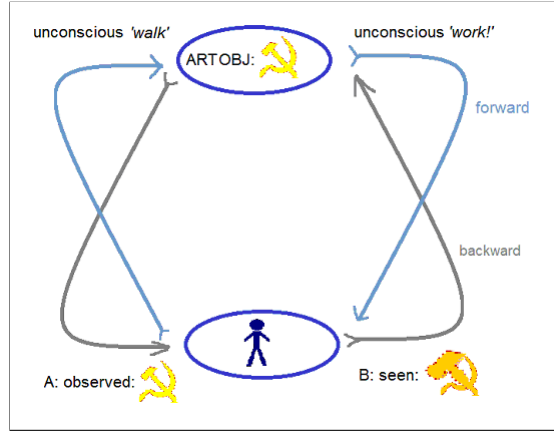 unconscious 'walk'
unconscious 'work!'
ARTOBJ:
forward
backward
A: observed:
B: seen: